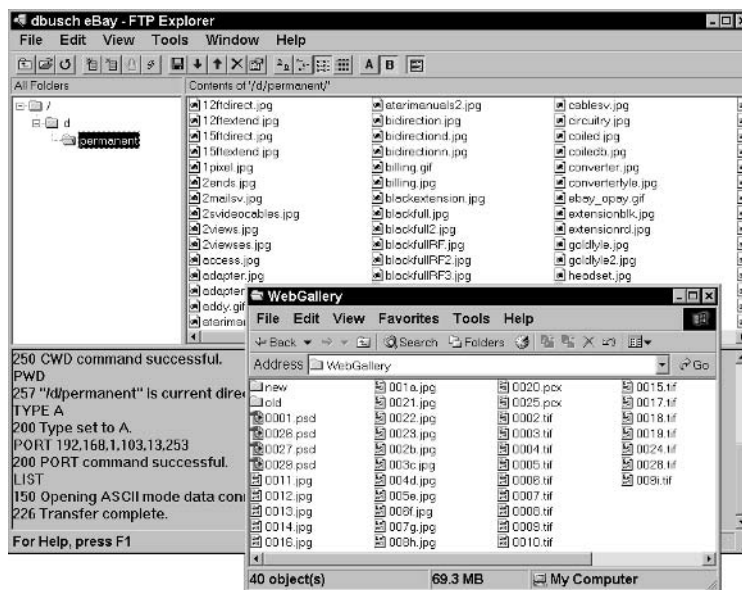 dbusch eBay - FTP Explorer
File Edit View Tools Window Help
All Folders
Contents of '/d/permanent/'
/
d
permanent
12ftdirect.jpg
12ftextend.jpg
15ftdirect.jpg
15ftextend.jpg
1pixel.jpg
2ends.jpg
2mailsv.jpg
2svideocables.jpg
2views.jpg
2viewses.jpg
access.jpg
adapter.jpg
adapter
addy.gif
atarimanuals2.jpg
bidirection.jpg
bidirectiond.jpg
bidirectionn.jpg
billing.gif
billing.jpg
blackextension.jpg
blackfull.jpg
blackfull2.jpg
blackfullRF.jpg
blackfullRF2.jpg
blackfullRF3.jpg
cablesv.jpg
circuitry.jpg
coiled.jpg
coiledb.jpg
converter.jpg
converterlyle.jpg
ebay_opay.gif
extensionblk.jpg
extensionrd.jpg
goldlyle.jpg
goldlyle2.jpg
headset.jpg
250 CWD command successful.
PWD
257 "/d/permanent" is current dire
TYPE A
200 Type set to A.
PORT 192,168,1,103,13,253
200 PORT command successful.
LIST
150 Opening ASCII mode data con
226 Transfer complete.
For Help, press F1
WebGallery
File Edit View Favorites Tools Help
Back Search Folders
Address WebGallery Go
new
old
0001.psd
0026.psd
0027.psd
0029.psd
0011.jpg
0012.jpg
0013.jpg
0014.jpg
0016.jpg
001a.jpg
0021.jpg
0022.jpg
0023.jpg
002b.jpg
003c.jpg
004d.jpg
005e.jpg
006f.jpg
007g.jpg
008h.jpg
0020.pcx
0025.pcx
0002.tif
0003.tif
0004.tif
0005.tif
0006.tif
0007.tif
0008.tif
0009.tif
0010.tif
0015.tif
0017.tif
0018.tif
0019.tif
0024.tif
0028.tif
009i.tif
40 object(s) 69.3 MB My Computer